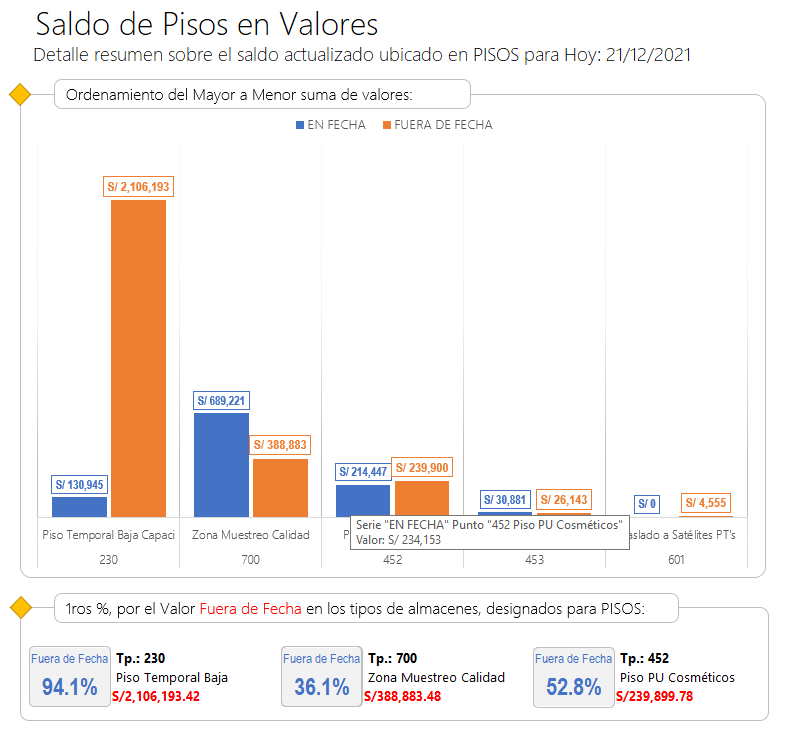 Saldo de Pisos en Valores
Detalle resumen sobre el saldo actualizado ubicado en PISOS para Hoy: 21/12/2021
Ordenamiento del Mayor a Menor suma de valores:
EN FECHA FUERA DE FECHA
S/ 2,106,193
S/ 689,221
S/ 388,883
S/ 130,945
S/ 214,447
S/ 239,900
S/ 30,881
S/ 26,143
S/ 0
S/ 4,555
Serie "EN FECHA" Punto "452 Piso PU Cosméticos"
Valor: S/ 234,153
Piso Temporal Baja Capaci Zona Muestreo Calidad aslado a Satélites PT's
230 700 452 453 601
1ros %, por el Valor Fuera de Fecha en los tipos de almacenes, designados para PISOS:
Fuera de Fecha
94.1%
Tp.: 230
Piso Temporal Baja
S/2,106,193.42
Fuera de Fecha
36.1%
Tp.: 700
Zona Muestreo Calidad
S/388,883.48
Fuera de Fecha
52.8%
Tp.: 452
Piso PU Cosméticos
S/239,899.78